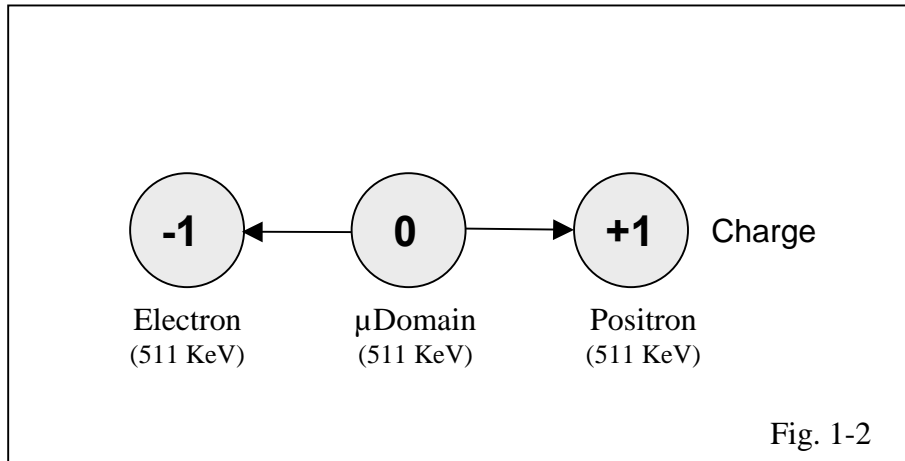 -1 0 +1 Charge
Electron µDomain Positron
(511 KeV) (511 KeV) (511 KeV)
Fig. 1-2